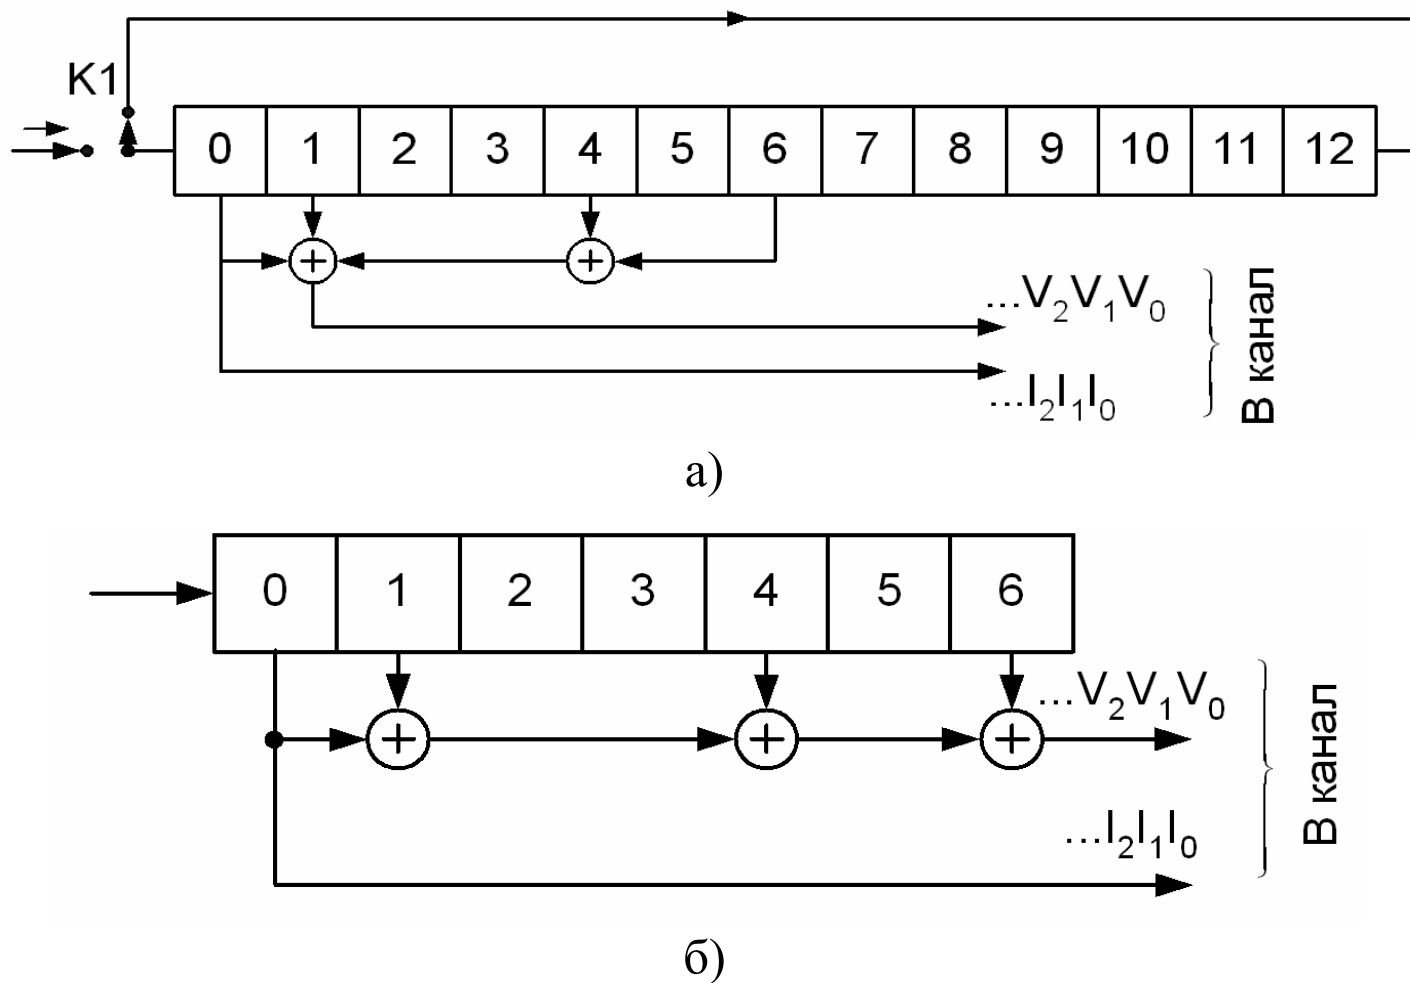 K1
0 1 2 3 4 5 6 7 8 9 10 11 12
+ +
...V₂V₁V₀
...I₂I₁I₀
В канал
а)
0 1 2 3 4 5 6
+ + +
...V₂V₁V₀
...I₂I₁I₀
В канал
б)